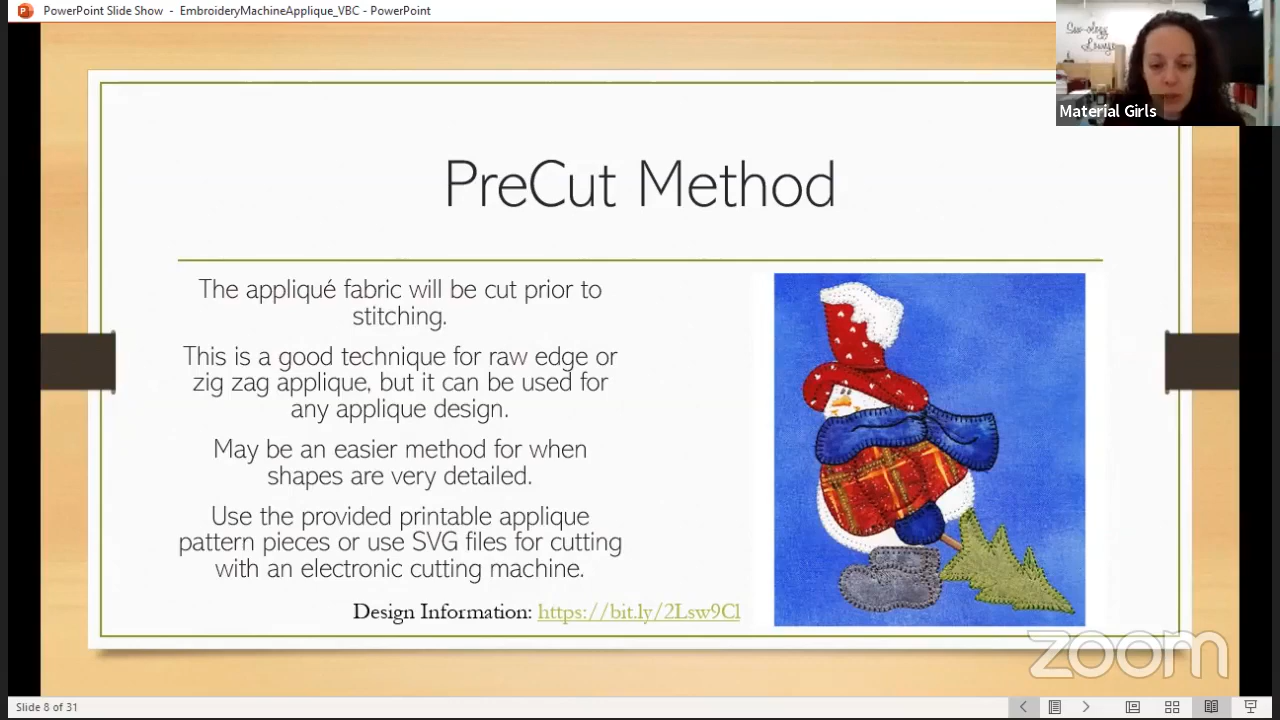 PowerPoint Slide Show - EmbroideryMachineApplique_VBC - PowerPoint
Sew-ology
Lounge
Material Girls
PreCut Method
The appliqué fabric will be cut prior to
stitching.
This is a good technique for raw edge or
zig zag applique, but it can be used for
any applique design.
May be an easier method for when
shapes are very detailed.
Use the provided printable applique
pattern pieces or use SVG files for cutting
with an electronic cutting machine.
Design Information: https://bit.ly/2Lsw9Cl
zoom
Slide 8 of 31